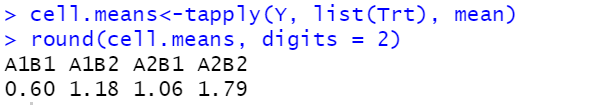 > cell.means<-tapply(Y, list(Trt), mean)
> round(cell.means, digits = 2)
A1B1 A1B2 A2B1 A2B2
0.60 1.18 1.06 1.79